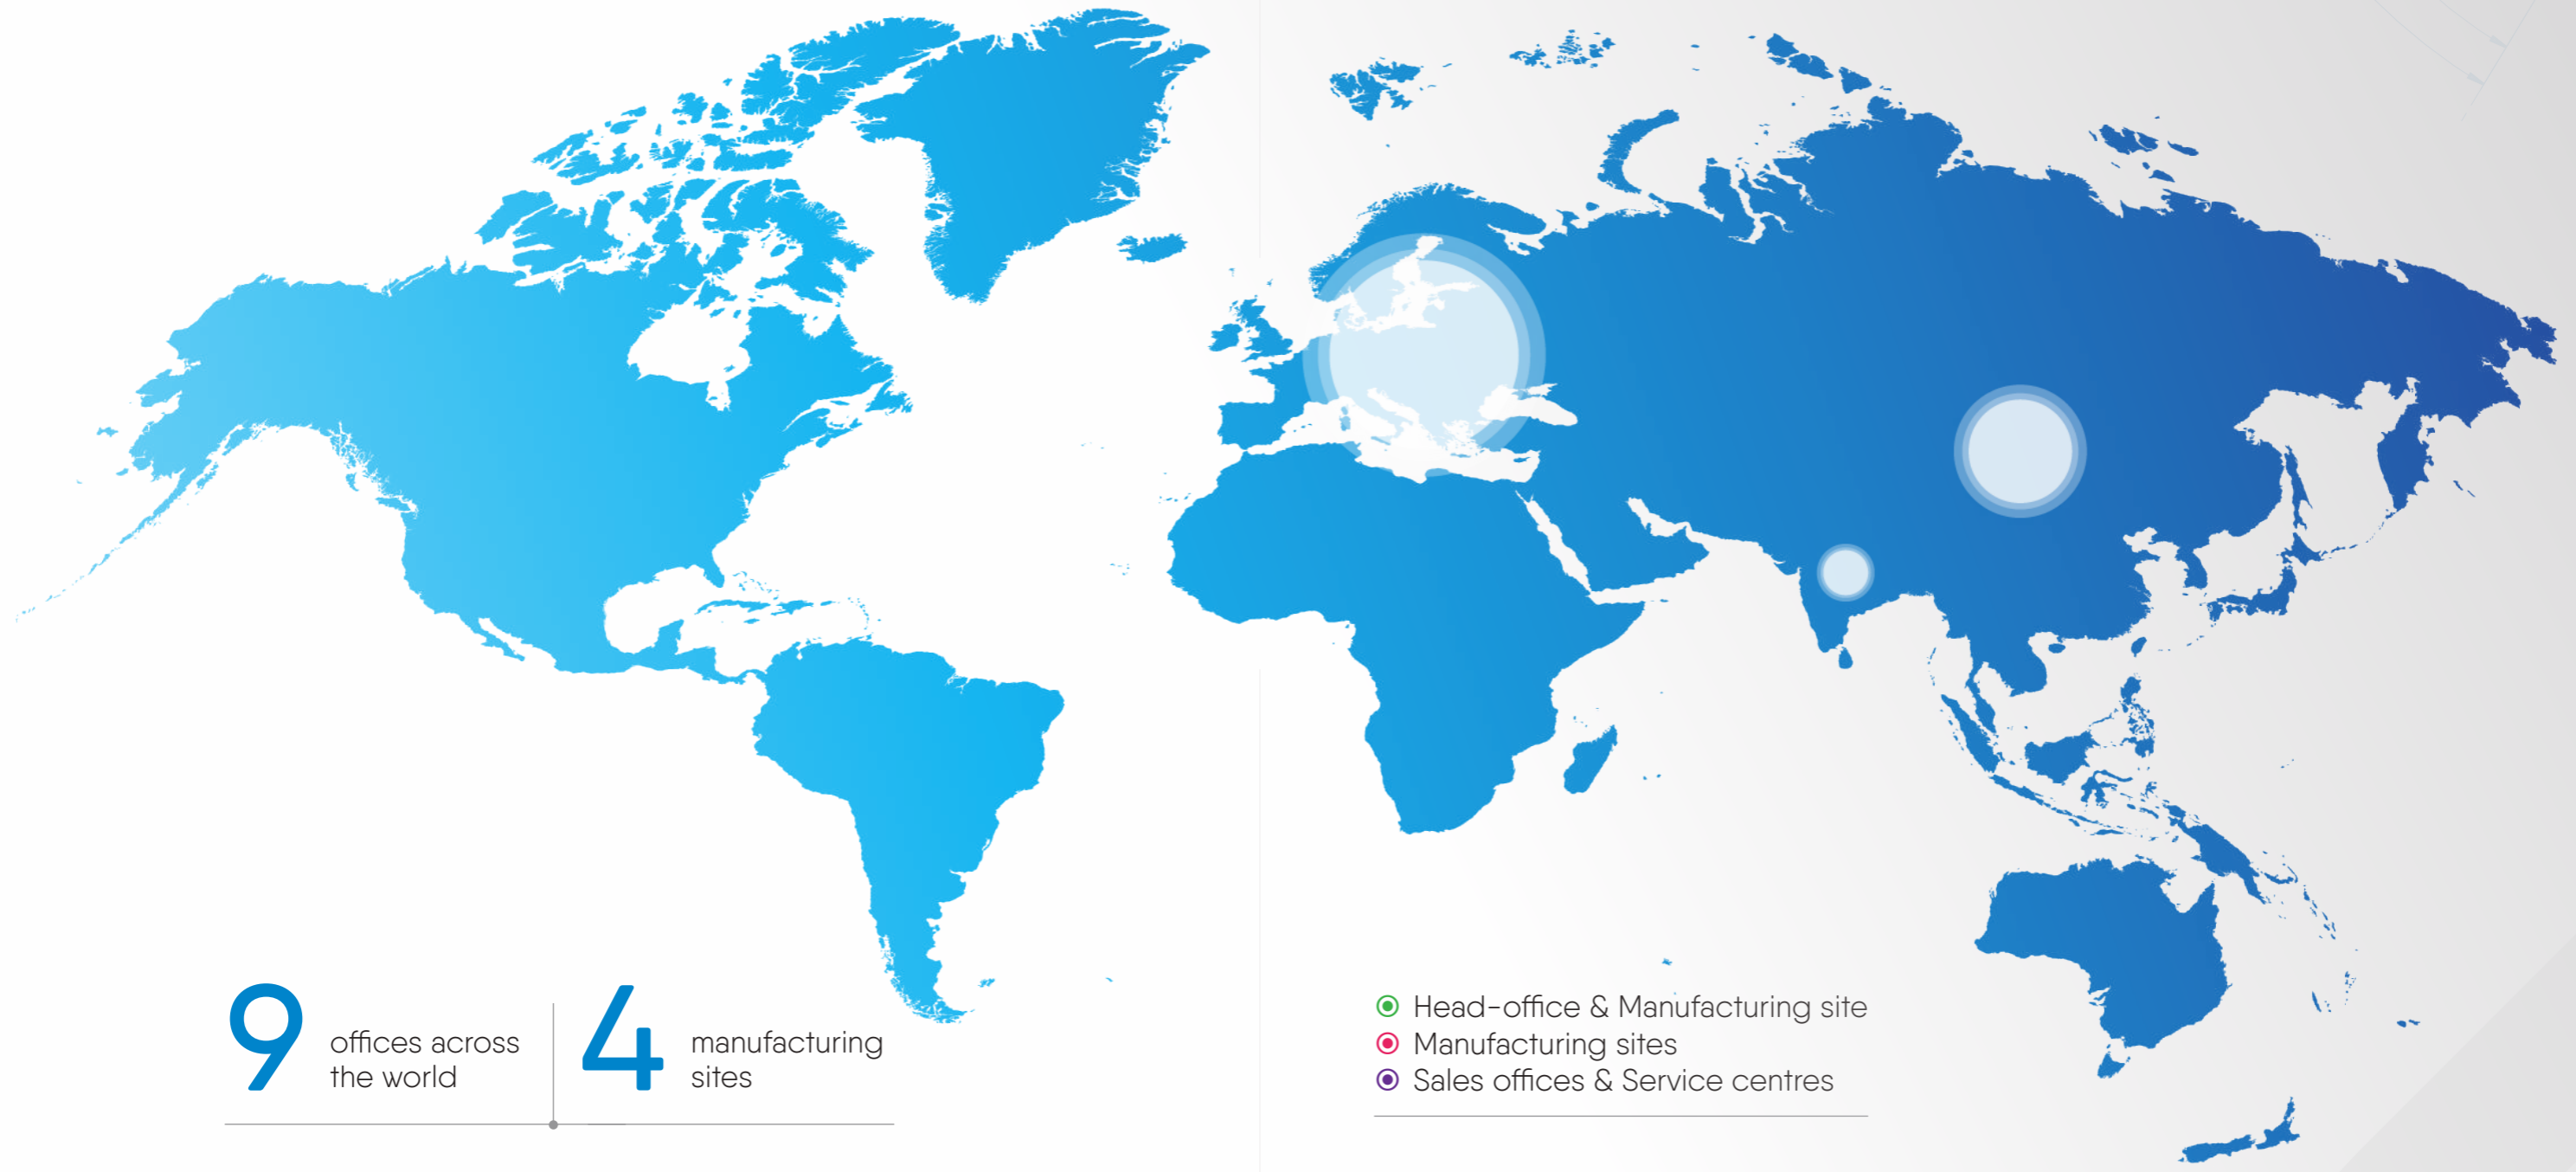 9
offices across
the world
4
manufacturing
sites
Head-office & Manufacturing site
Manufacturing sites
Sales offices & Service centres